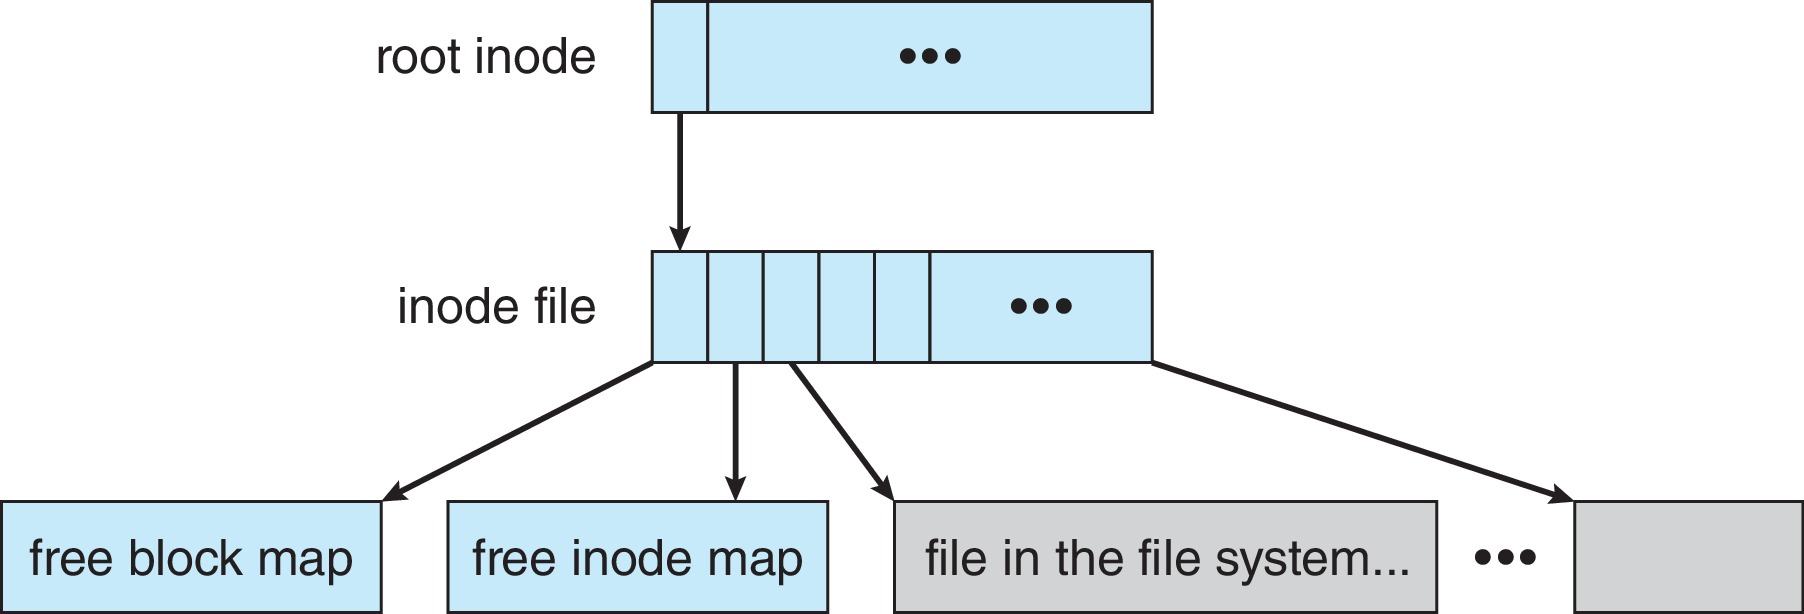 root inode
•••
inode file
•••
free block map
free inode map
file in the file system...
•••